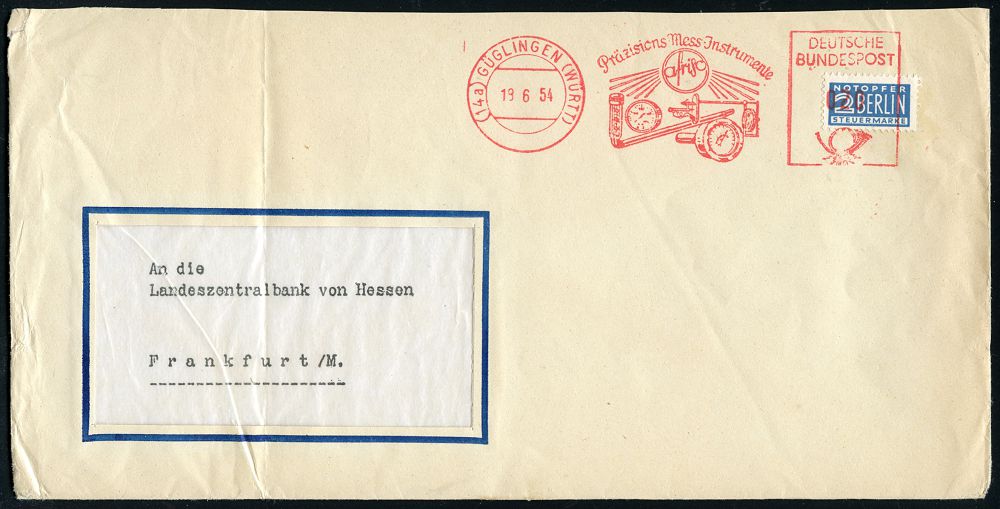 (14a) GÜGLINGEN (WÜRTT)
19 6 54
Präzisions Mess-Instrumente
afriso
DEUTSCHE
BUNDESPOST
NOTOPFER
2 BERLIN
STEUERMARKE
An die
Landeszentralbank von Hessen
Frankfurt/M.